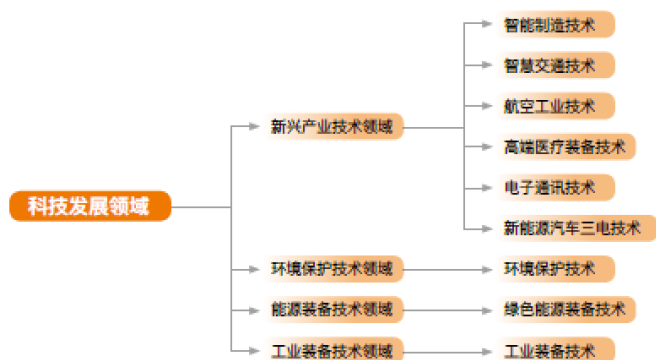 科技发展领域
新兴产业技术领域
智能制造技术
智慧交通技术
航空工业技术
高端医疗装备技术
电子通讯技术
新能源汽车三电技术
环境保护技术领域
环境保护技术
能源装备技术领域
绿色能源装备技术
工业装备技术领域
工业装备技术